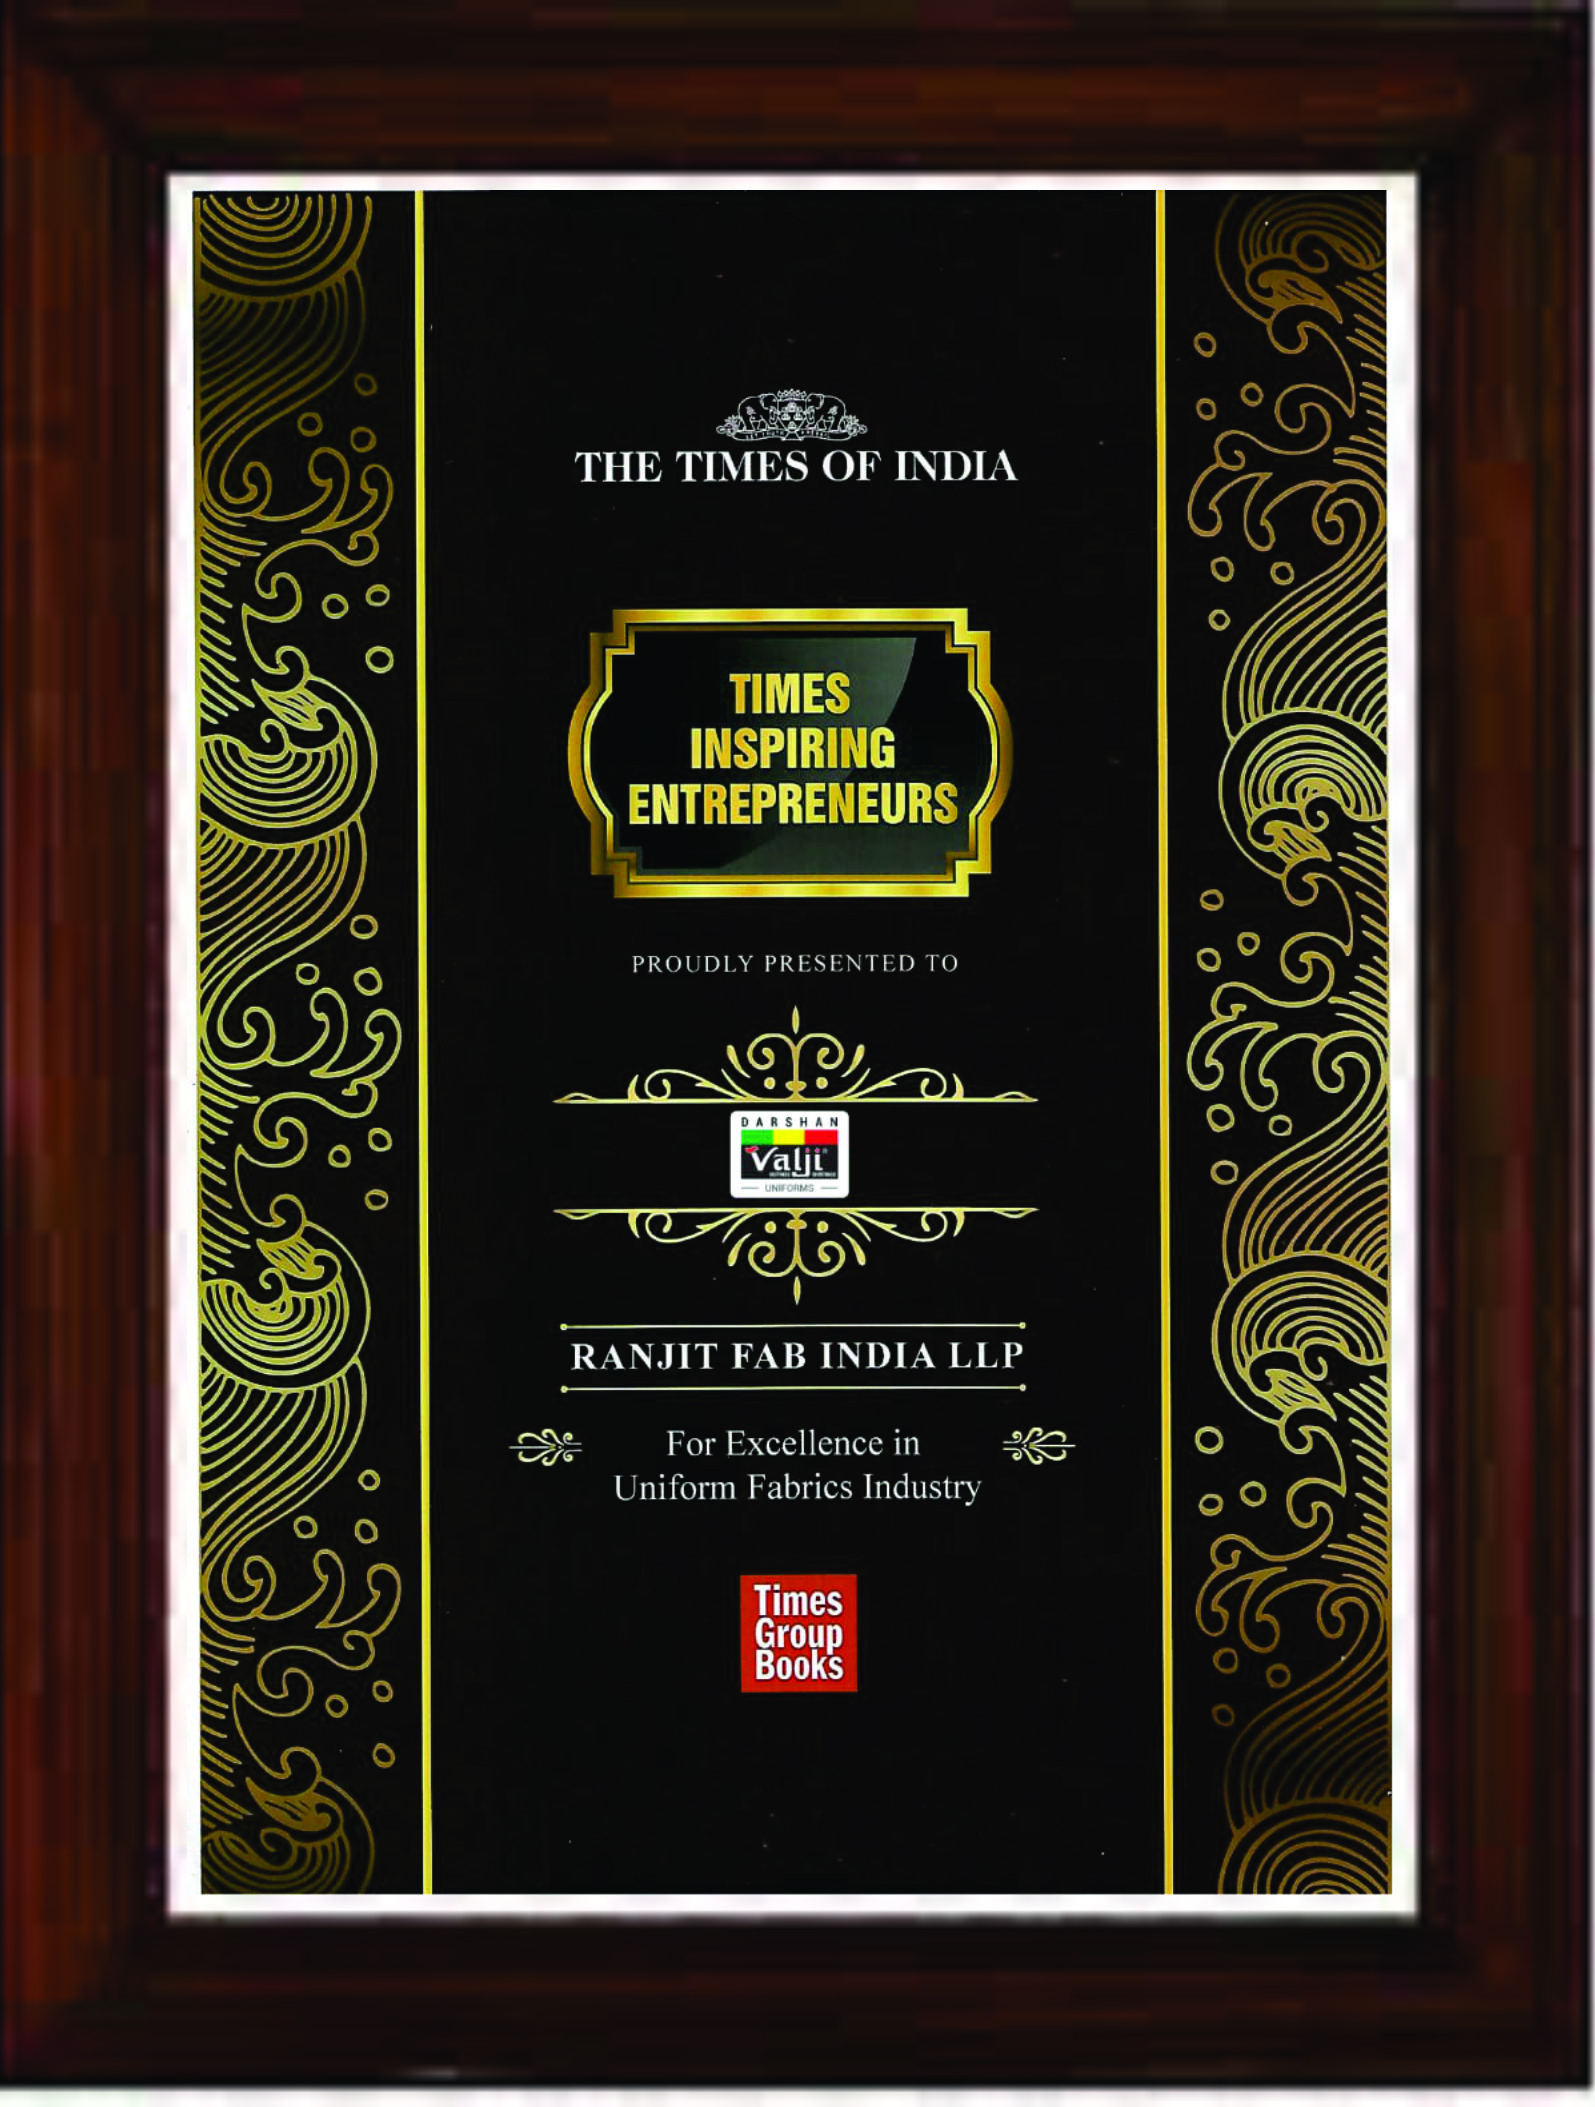 THE TIMES OF INDIA
TIMES
INSPIRING
ENTREPRENEURS
PROUDLY PRESENTED TO
DARSHAN
Valji
UNIFORMS
RANJIT FAB INDIA LLP
For Excellence in
Uniform Fabrics Industry
Times
Group
Books